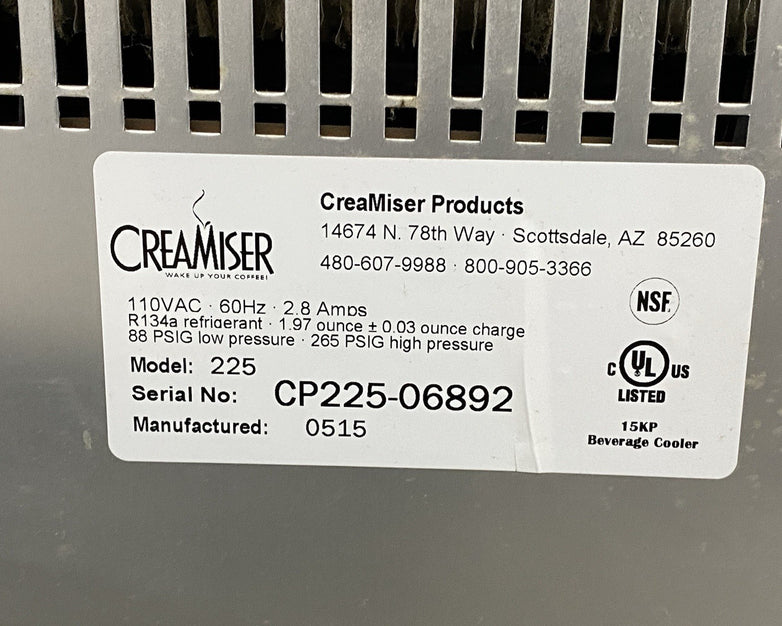 CREAMISER
WAKE UP YOUR COFFEE!
CreaMiser Products
14674 N. 78th Way · Scottsdale, AZ 85260
480-607-9988 · 800-905-3366
110VAC · 60Hz · 2.8 Amps
R134a refrigerant · 1.97 ounce ± 0.03 ounce charge
88 PSIG low pressure · 265 PSIG high pressure
Model: 225
Serial No: CP225-06892
Manufactured: 0515
NSF.
C UL US
LISTED
15KP
Beverage Cooler